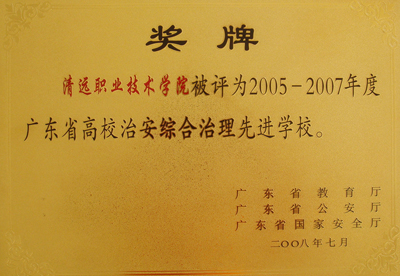 奖牌
清远职业技术学院被评为2005-2007年度
广东省高校治安综合治理先进学校。
广东省教育厅
广东省公安厅
广东省国家安全厅
二〇〇八年七月